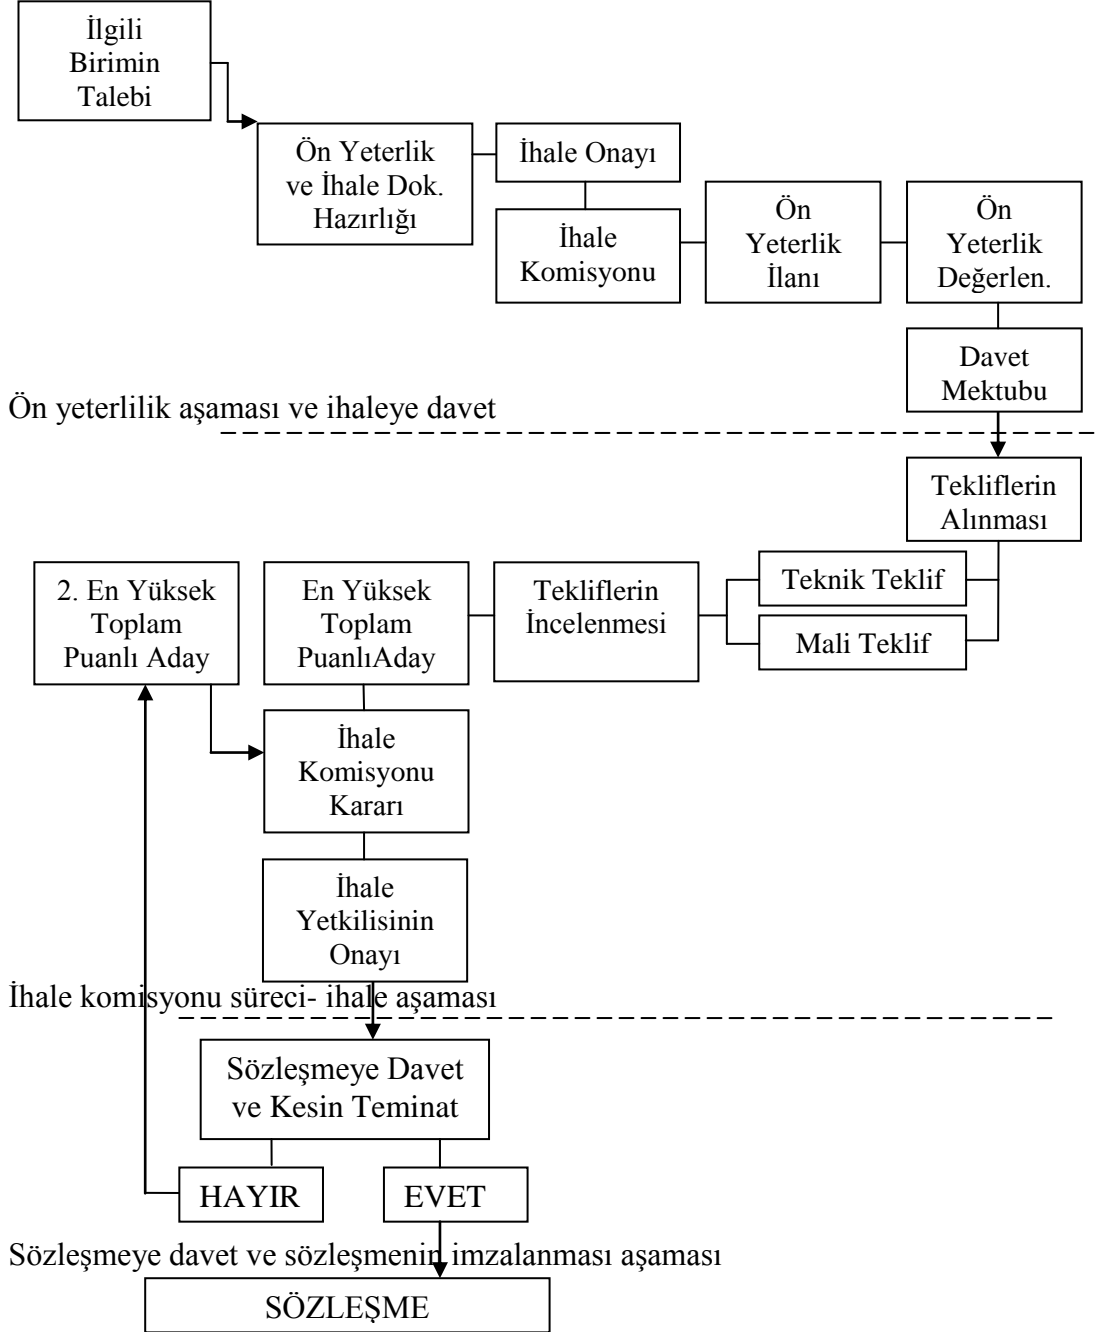 İlgili
Birimin
Talebi
Ön Yeterlik
ve İhale Dok.
Hazırlığı
İhale Onayı
İhale
Komisyonu
Ön
Yeterlik
İlanı
Ön
Yeterlik
Değerlen.
Davet
Mektubu
Ön yeterlilik aşaması ve ihaleye davet
Tekliflerin
Alınması
Teknik Teklif
Mali Teklif
Tekliflerin
İncelenmesi
En Yüksek
Toplam
PuanlıAday
2. En Yüksek
Toplam
Puanlı Aday
İhale
Komisyonu
Kararı
İhale
Yetkilisinin
Onayı
İhale komisyonu süreci- ihale aşaması
Sözleşmeye Davet
ve Kesin Teminat
HAYIR
EVET
Sözleşmeye davet ve sözleşmenin imzalanması aşaması
SÖZLEŞME